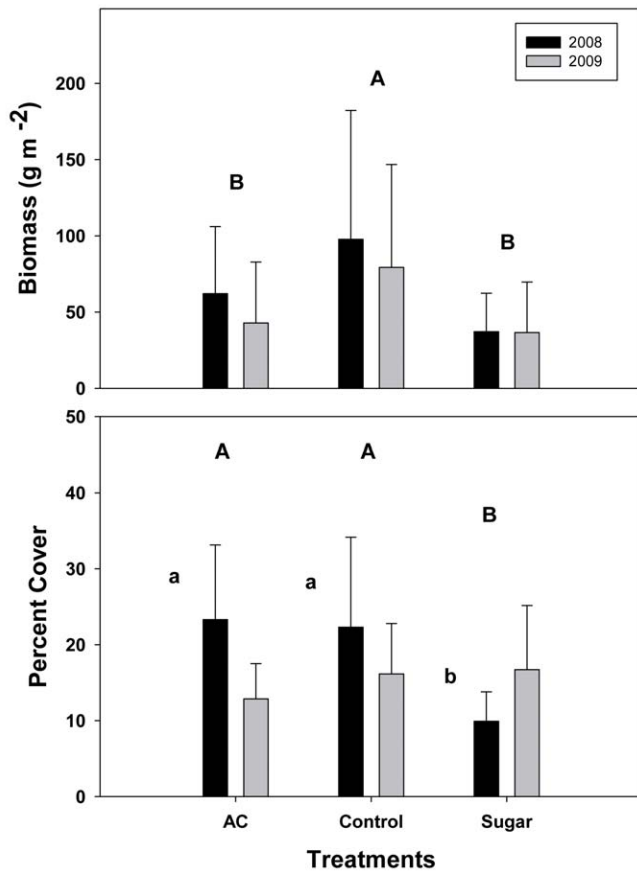 2008
2009
Biomass (g m -2)
200
150
100
50
0
A
B
B
Percent Cover
50
40
30
20
10
0
A
A
B
a
a
b
AC
Control
Sugar
Treatments